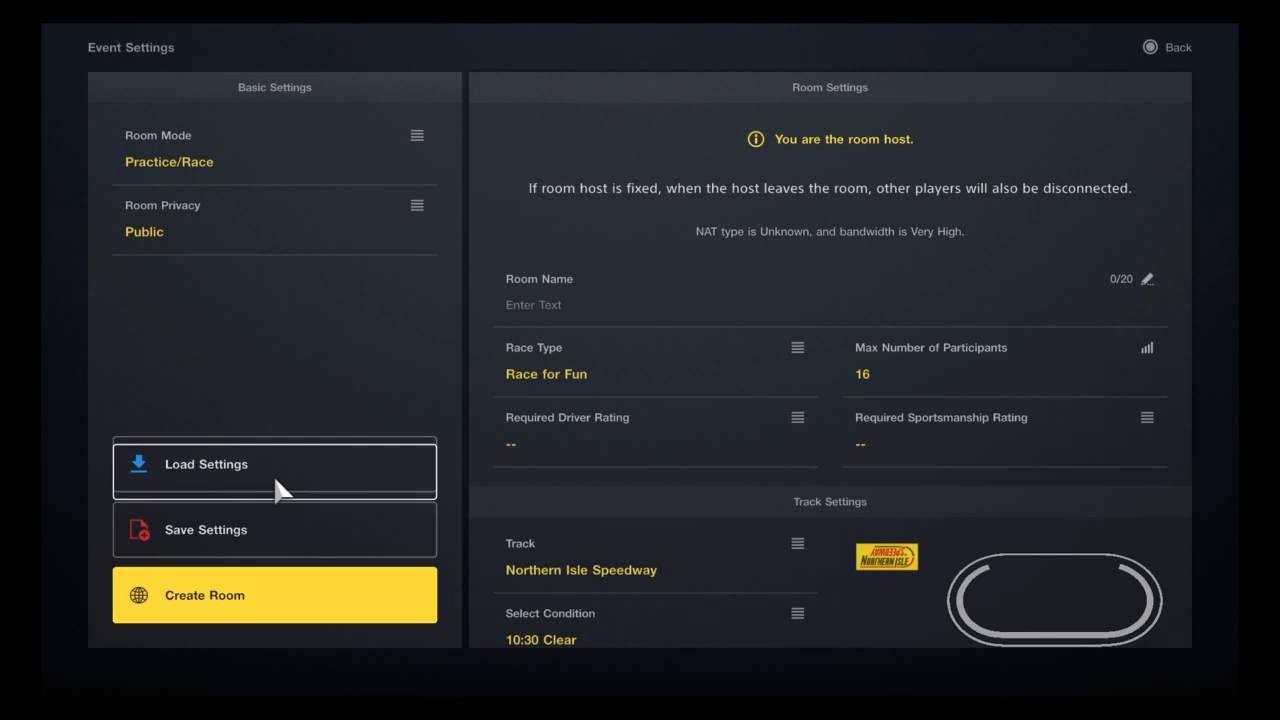 Event Settings
Back
Basic Settings
Room Mode
Practice/Race
Room Privacy
Public
Load Settings
Save Settings
Create Room
Room Settings
You are the room host.
If room host is fixed, when the host leaves the room, other players will also be disconnected.
NAT type is Unknown, and bandwidth is Very High.
Room Name
0/20
Enter Text
Race Type
Race for Fun
Max Number of Participants
16
Required Driver Rating
--
Required Sportsmanship Rating
--
Track Settings
Track
Northern Isle Speedway
SPEEDWAY
NORTHERN ISLE
Select Condition
10:30 Clear